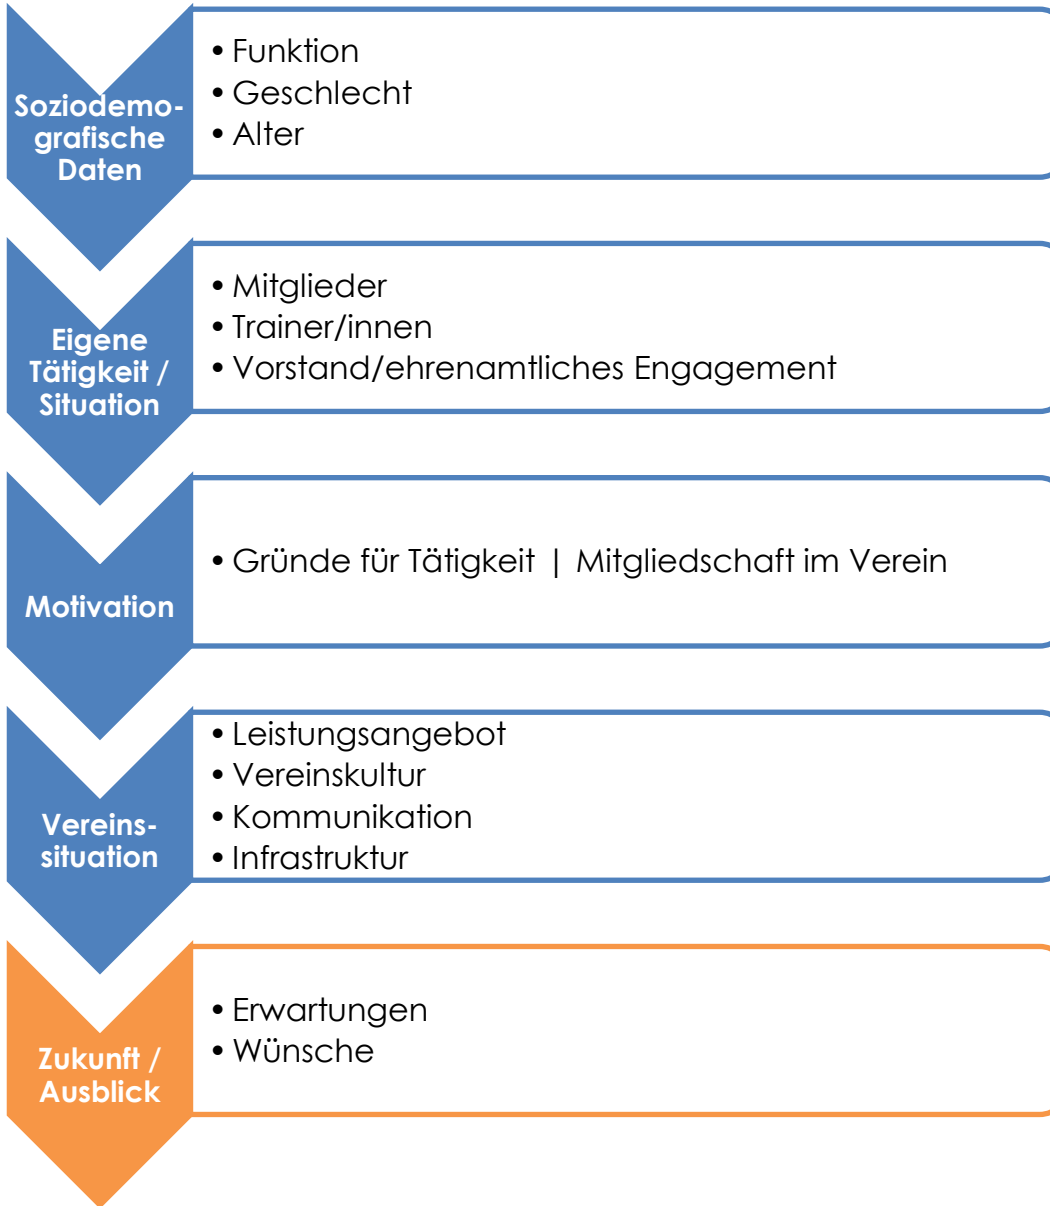 Soziodemo-
grafische
Daten
• Funktion
• Geschlecht
• Alter
Eigene
Tätigkeit /
Situation
• Mitglieder
• Trainer/innen
• Vorstand/ehrenamtliches Engagement
Motivation
• Gründe für Tätigkeit | Mitgliedschaft im Verein
Vereins-
situation
• Leistungsangebot
• Vereinskultur
• Kommunikation
• Infrastruktur
Zukunft /
Ausblick
• Erwartungen
• Wünsche